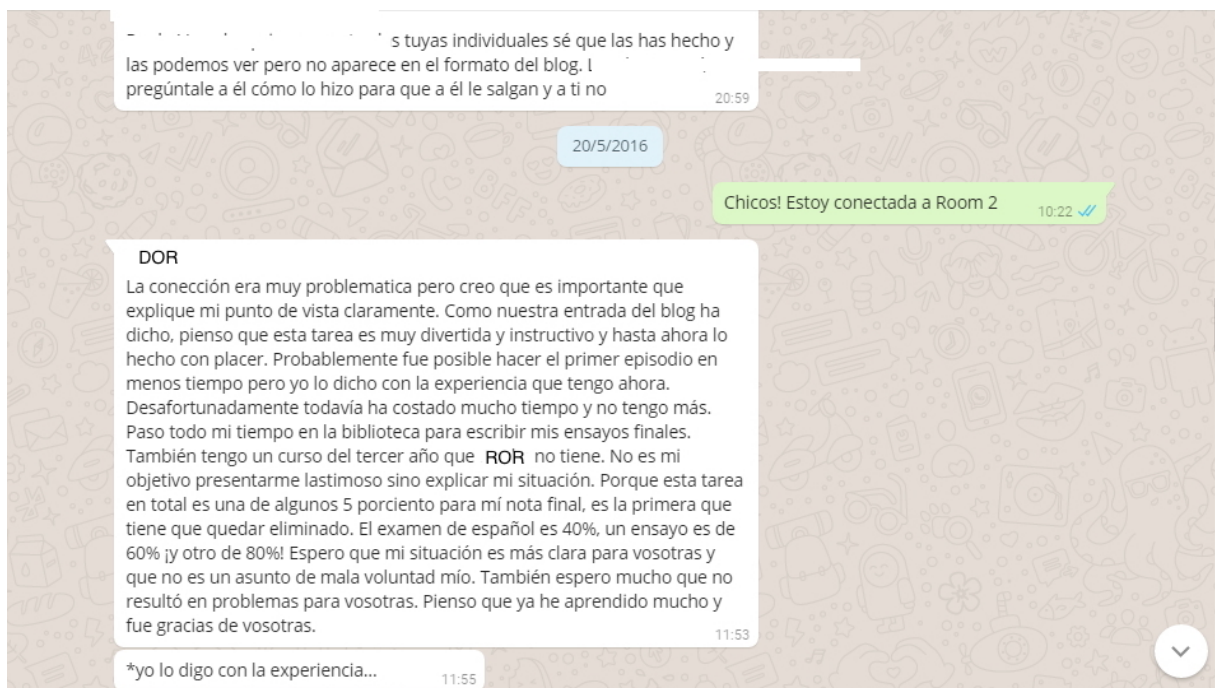 s tuyas individuales sé que las has hecho y
las podemos ver pero no aparece en el formato del blog.
pregúntale a él cómo lo hizo para que a él le salgan y a ti no
20:59
20/5/2016
Chicos! Estoy conectada a Room 2
10:22
DOR
La conección era muy problematica pero creo que es importante que
explique mi punto de vista claramente. Como nuestra entrada del blog ha
dicho, pienso que esta tarea es muy divertida y instructivo y hasta ahora lo
hecho con placer. Probablemente fue posible hacer el primer episodio en
menos tiempo pero yo lo dicho con la experiencia que tengo ahora.
Desafortunadamente todavía ha costado mucho tiempo y no tengo más.
Paso todo mi tiempo en la biblioteca para escribir mis ensayos finales.
También tengo un curso del tercer año que ROR no tiene. No es mi
objetivo presentarme lastimoso sino explicar mi situación. Porque esta tarea
en total es una de algunos 5 porciento para mí nota final, es la primera que
tiene que quedar eliminado. El examen de español es 40%, un ensayo es de
60% ¡y otro de 80%! Espero que mi situación es más clara para vosotras y
que no es un asunto de mala voluntad mío. También espero mucho que no
resultó en problemas para vosotras. Pienso que ya he aprendido mucho y
fue gracias de vosotras.
11:53
*yo lo digo con la experiencia...
11:55